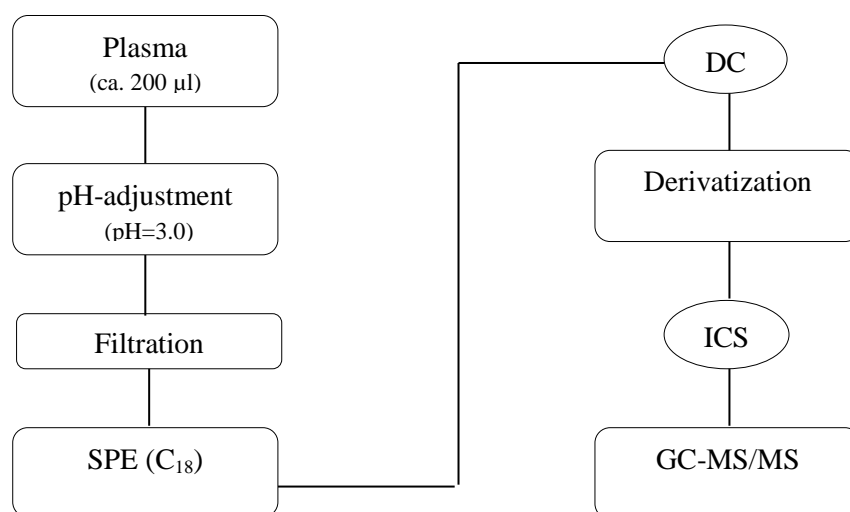 Plasma
(ca. 200 µl)
pH-adjustment
(pH=3.0)
Filtration
SPE (C₁₈)
DC
Derivatization
ICS
GC-MS/MS